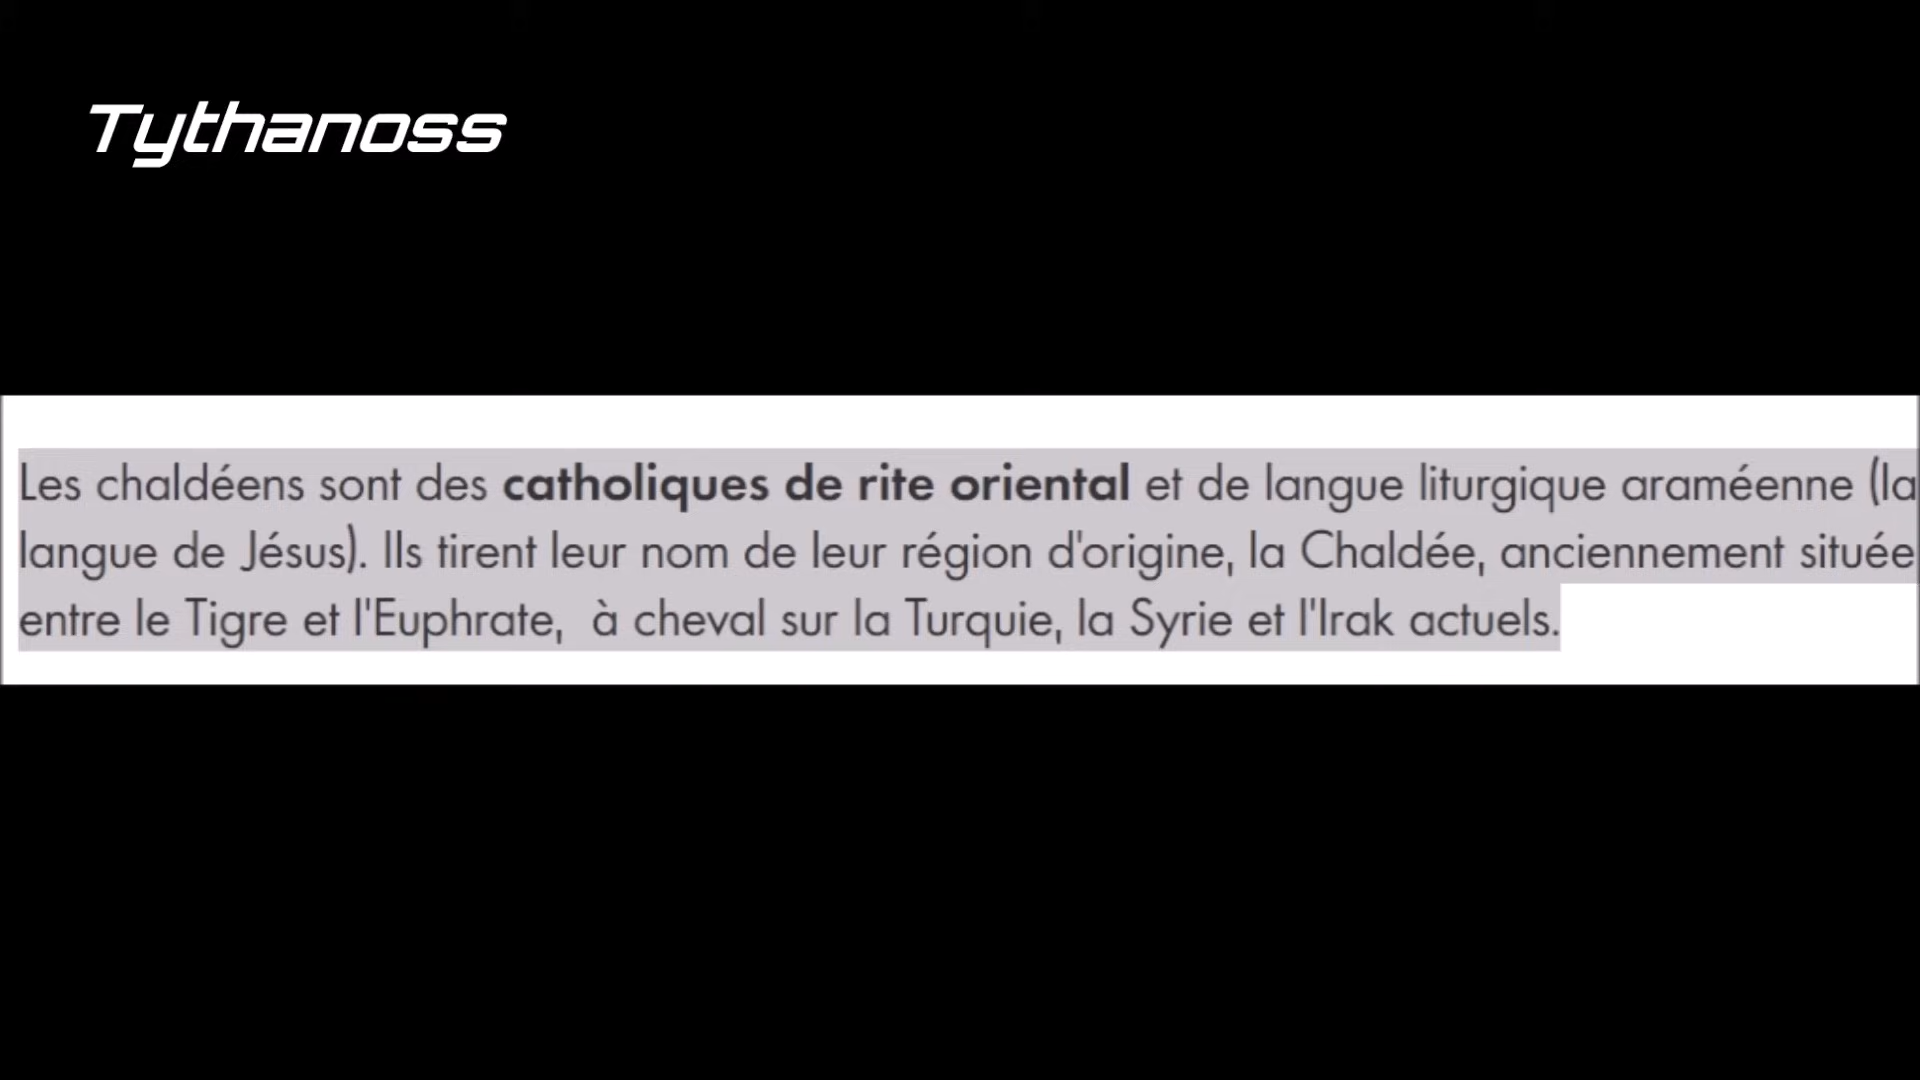 Tythanoss
Les chaldéens sont des catholiques de rite oriental et de langue liturgique araméenne (la
langue de Jésus). Ils tirent leur nom de leur région d'origine, la Chaldée, anciennement située
entre le Tigre et l'Euphrate,  à cheval sur la Turquie, la Syrie et l'Irak actuels.